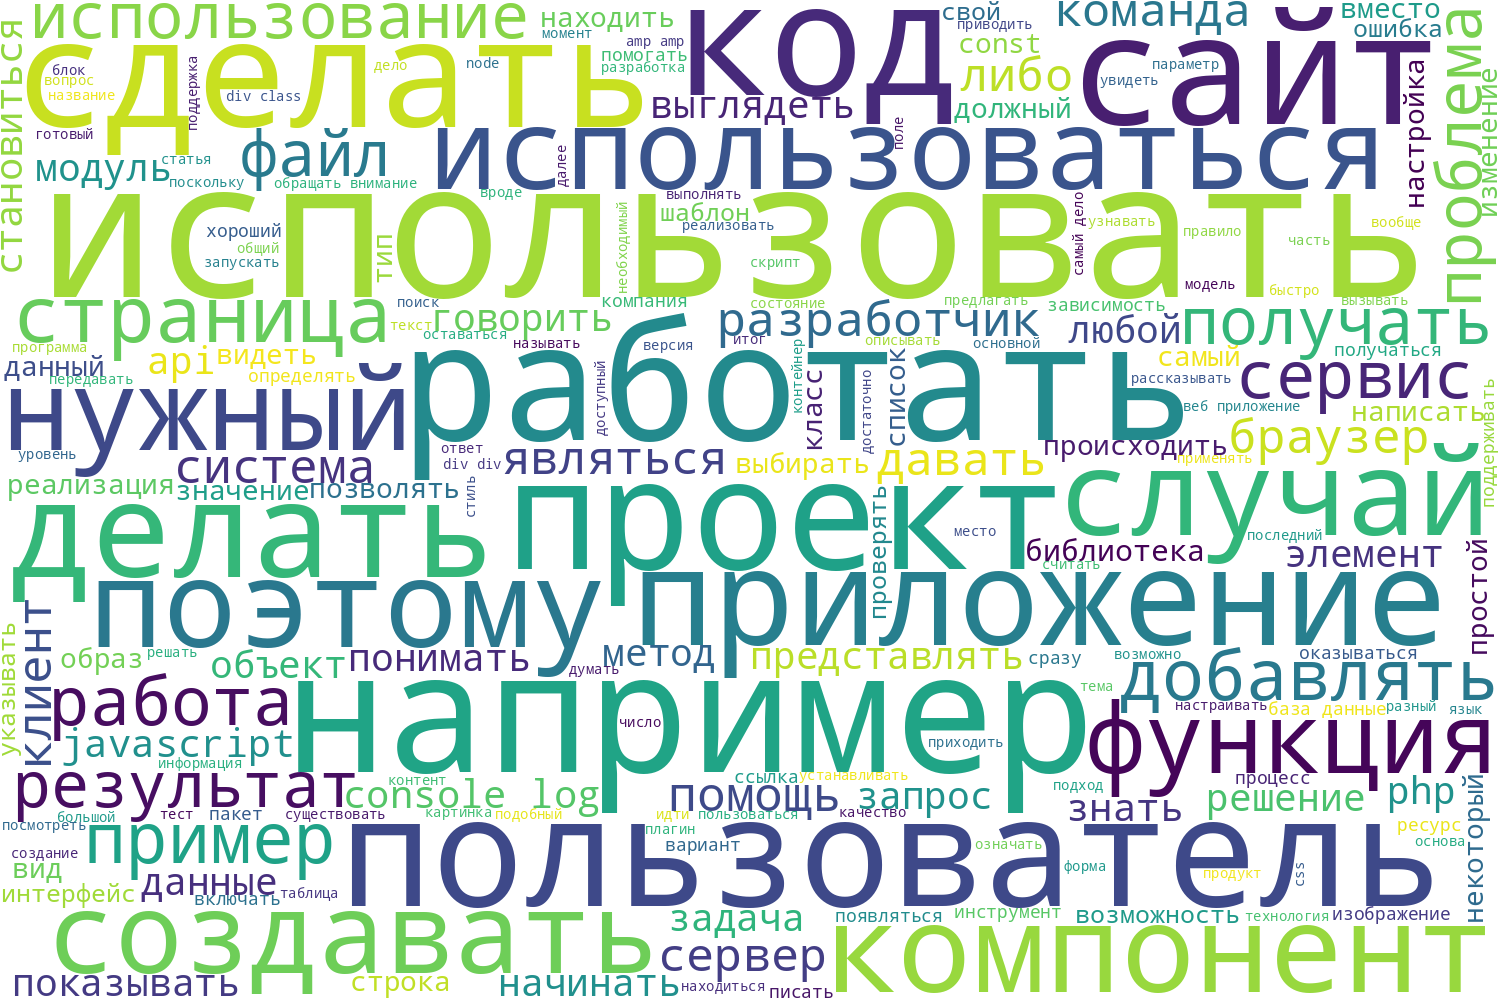 использование
находить
момент
свой
приводить
команда
вместо
ошибка
становиться
сделать
блок
вопрос
название
поддержка
div class
дело
node
amp amp
помогать
разработка
код
выглядеть
const
либо
должный
сайт
увидеть
параметр
настройка
проблема
изменение
готовый
модуль
статья
поскольку
файл
обращать внимание
использоваться
вроде
далее
поле
выполнять
шаблон
реализовать
использовать
хороший
общий
запускать
тип
необходимый
скрипт
самый дело
узнавать
правило
часть
вообще
модель
быстро
вызывать
страница
поиск
текст
говорить
оставаться
компания
называть
состояние
разработчик
предлагать
описывать
основной
зависимость
любой
получать
получаться
программа
данный
передавать
api
видеть
определять
версия
итог
контейнер
работать
доступный
класс
достаточно
список
самый
рассказывать
веб приложение
сервис
написать
нужный
уровень
система
ответ
div div
являться
выбирать
давать
происходить
браузер
применять
поддерживать
реализация
значение
позволять
стиль
делать
проект
проверять
место
случай
последний
библиотека
считать
элемент
простой
поэтому
приложение
указывать
клиент
образ
решать
объект
понимать
думать
метод
представлять
сразу
возможно
оказываться
тема
добавлять
работа
например
число
приходить
настраивать
база данные
разный
язык
javascript
информация
функция
результат
контент
console log
ссылка
устанавливать
подход
процесс
помощь
запрос
знать
решение
php
некоторый
посмотреть
большой
тест
пакет
существовать
картинка
подобный
идти
пользоваться
качество
плагин
вариант
означать
ресурс
основа
создание
пример
пользователь
форма
продукт
css
вид
интерфейс
данные
включать
таблица
создавать
задача
появляться
инструмент
возможность
технология
изображение
сервер
компонент
показывать
строка
начинать
находиться
писать